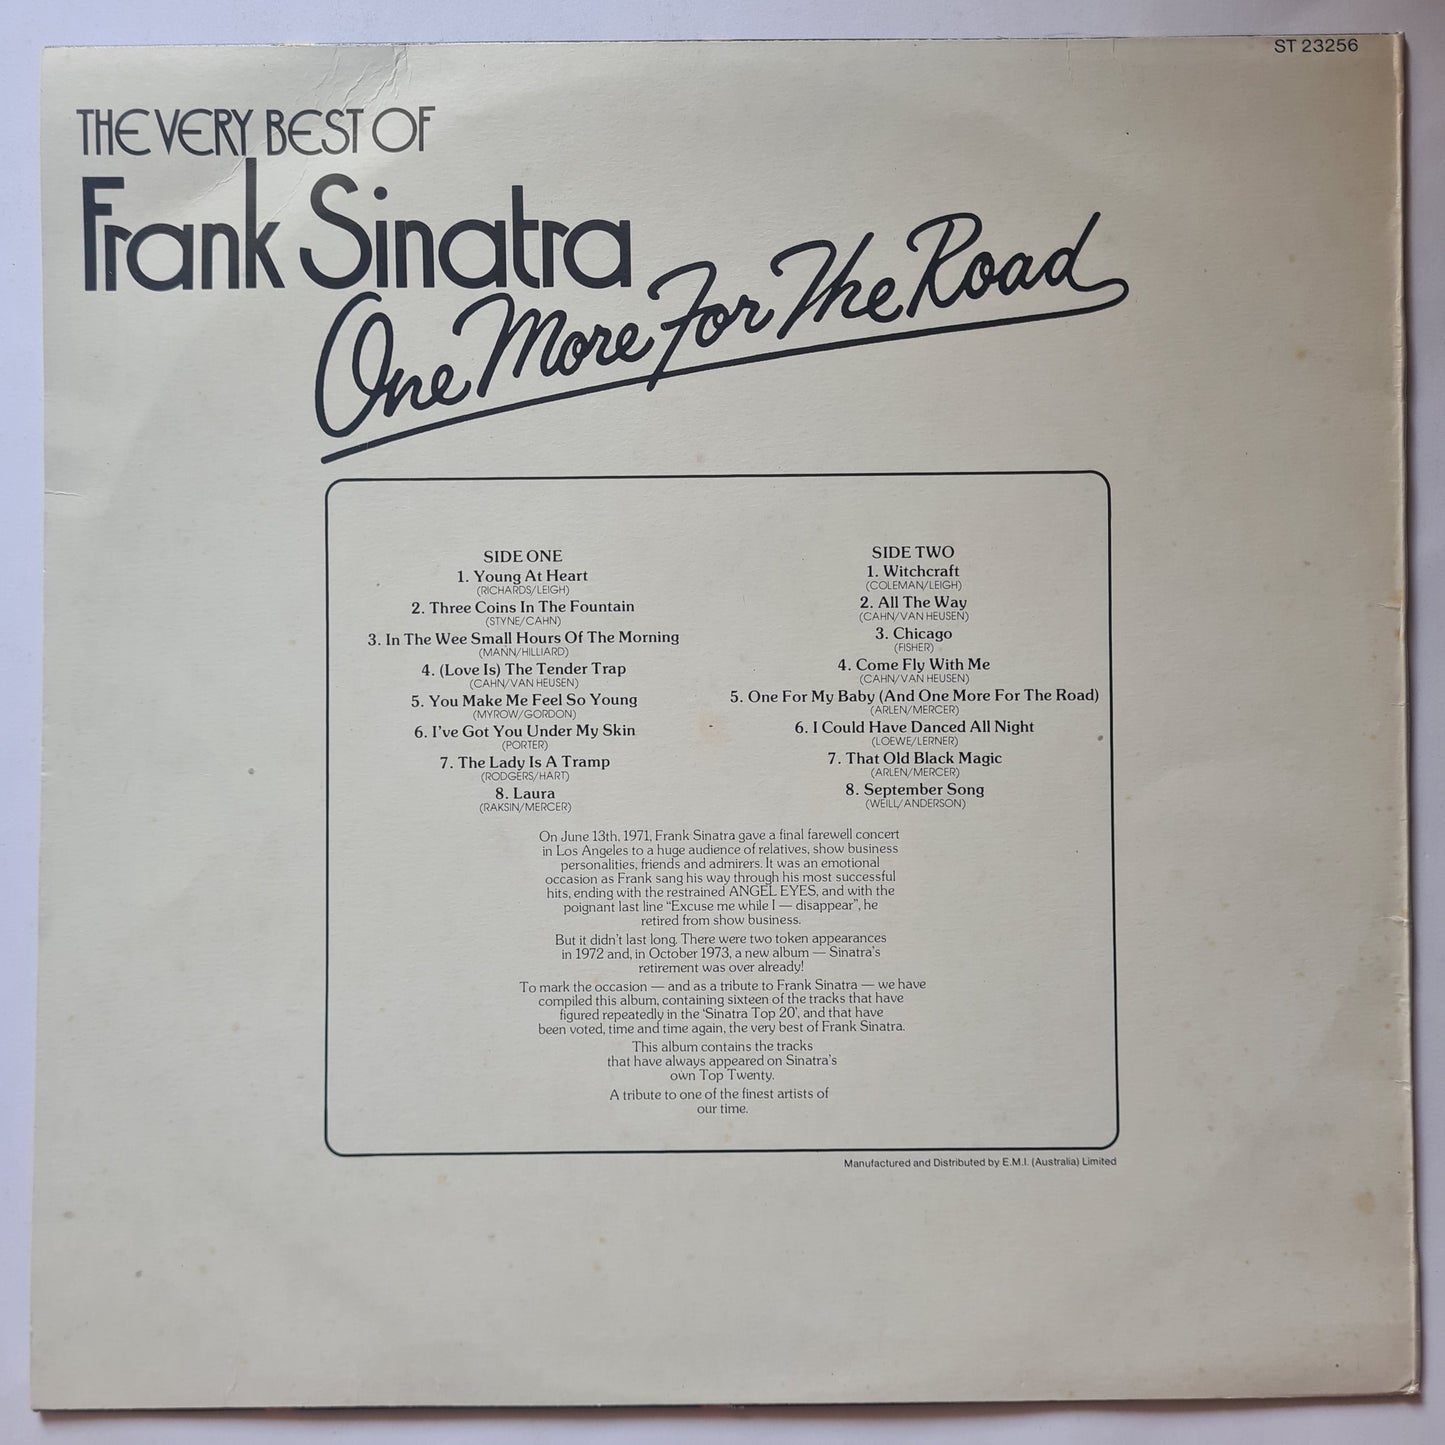 ST 23256
THE VERY BEST OF
Frank Sinatra
One More For The Road
SIDE ONE
1. Young At Heart
(RICHARDS/LEIGH)
2. Three Coins In The Fountain
(STYNE/CAHN)
3. In The Wee Small Hours Of The Morning
(MANN/HILLIARD)
4. (Love Is) The Tender Trap
(CAHN/VAN HEUSEN)
5. You Make Me Feel So Young
(MYROW/GORDON)
6. I've Got You Under My Skin
(PORTER)
7. The Lady Is A Tramp
(RODGERS/HART)
8. Laura
(RAKSIN/MERCER)
SIDE TWO
1. Witchcraft
(COLEMAN/LEIGH)
2. All The Way
(CAHN/VAN HEUSEN)
3. Chicago
(FISHER)
4. Come Fly With Me
(CAHN/VAN HEUSEN)
5. One For My Baby (And One More For The Road)
(ARLEN/MERCER)
6. I Could Have Danced All Night
(LOEWE/LERNER)
7. That Old Black Magic
(ARLEN/MERCER)
8. September Song
(WEILL/ANDERSON)
On June 13th, 1971, Frank Sinatra gave a final farewell concert
in Los Angeles to a huge audience of relatives, show business
personalities, friends and admirers. It was an emotional
occasion as Frank sang his way through his most successful
hits, ending with the restrained ANGEL EYES, and with the
poignant last line "Excuse me while I — disappear", he
retired from show business.
But it didn't last long. There were two token appearances
in 1972 and, in October 1973, a new album — Sinatra's
retirement was over already!
To mark the occasion — and as a tribute to Frank Sinatra — we have
compiled this album, containing sixteen of the tracks that have
figured repeatedly in the 'Sinatra Top 20', and that have
been voted, time and time again, the very best of Frank Sinatra.
This album contains the tracks
that have always appeared on Sinatra's
own Top Twenty.
A tribute to one of the finest artists of
our time.
Manufactured and Distributed by E.M.I. (Australia) Limited